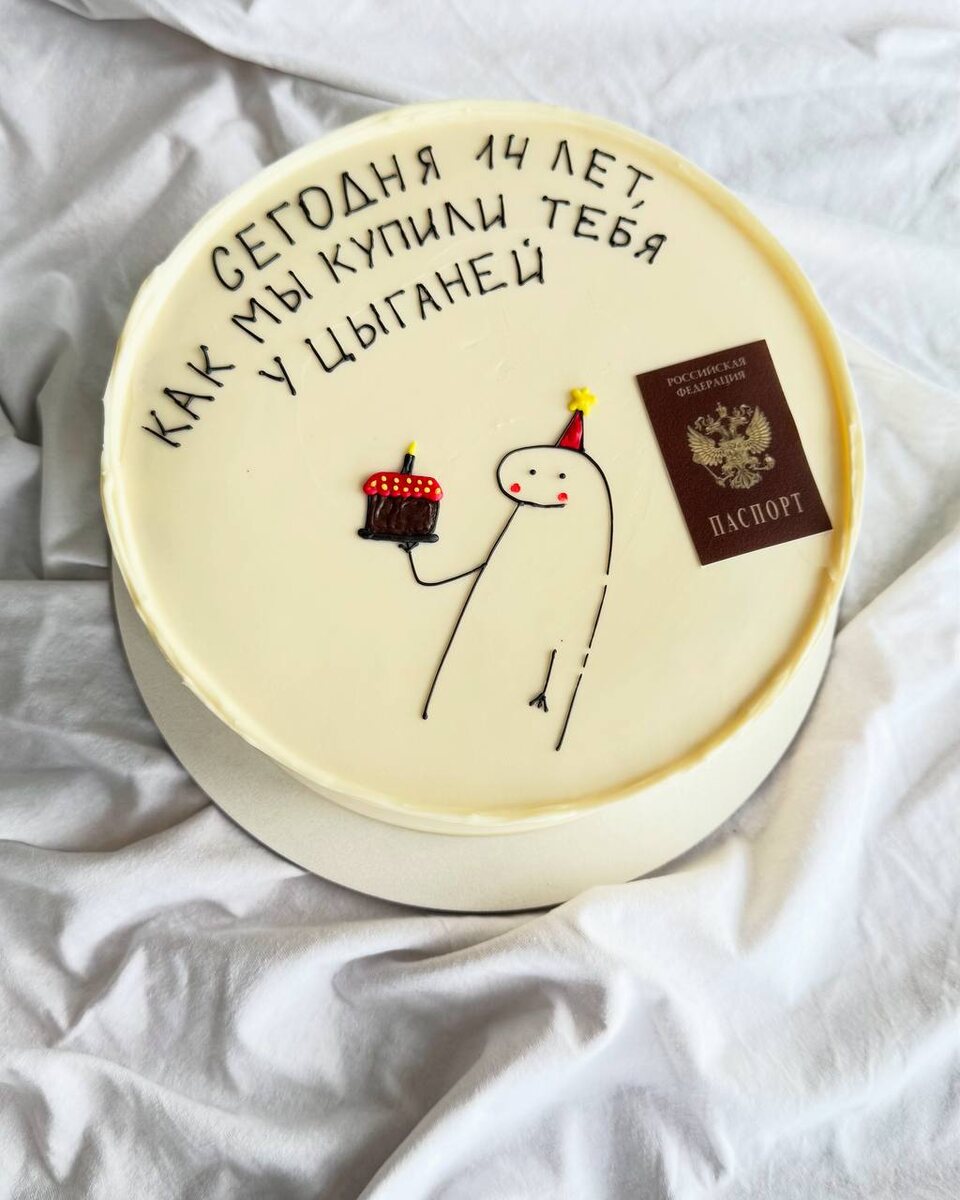 СЕГОДНЯ 14 ЛЕТ,
КАК МЫ КУПИЛИ ТЕБЯ
У ЦЫГАНЕЙ
РОССИЙСКАЯ
ФЕДЕРАЦИЯ
ПАСПОРТ